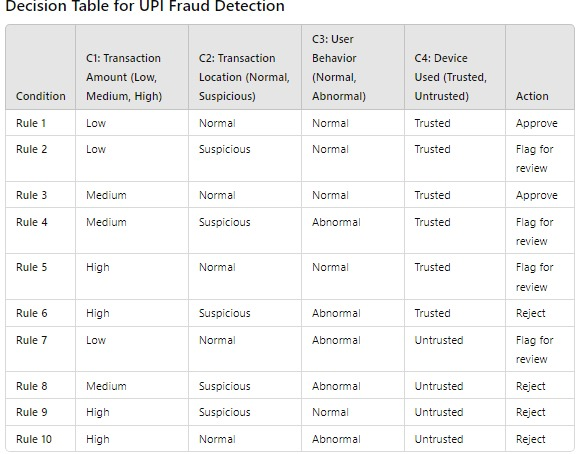 Decision Table for UPI Fraud Detection
Condition C1: Transaction Amount (Low, Medium, High) C2: Transaction Location (Normal, Suspicious) C3: User Behavior (Normal, Abnormal) C4: Device Used (Trusted, Untrusted) Action
Rule 1 Low Normal Normal Trusted Approve
Rule 2 Low Suspicious Normal Trusted Flag for review
Rule 3 Medium Normal Normal Trusted Approve
Rule 4 Medium Suspicious Abnormal Trusted Flag for review
Rule 5 High Normal Normal Trusted Flag for review
Rule 6 High Suspicious Abnormal Trusted Reject
Rule 7 Low Normal Abnormal Untrusted Flag for review
Rule 8 Medium Suspicious Abnormal Untrusted Reject
Rule 9 High Suspicious Normal Untrusted Reject
Rule 10 High Normal Abnormal Untrusted Reject